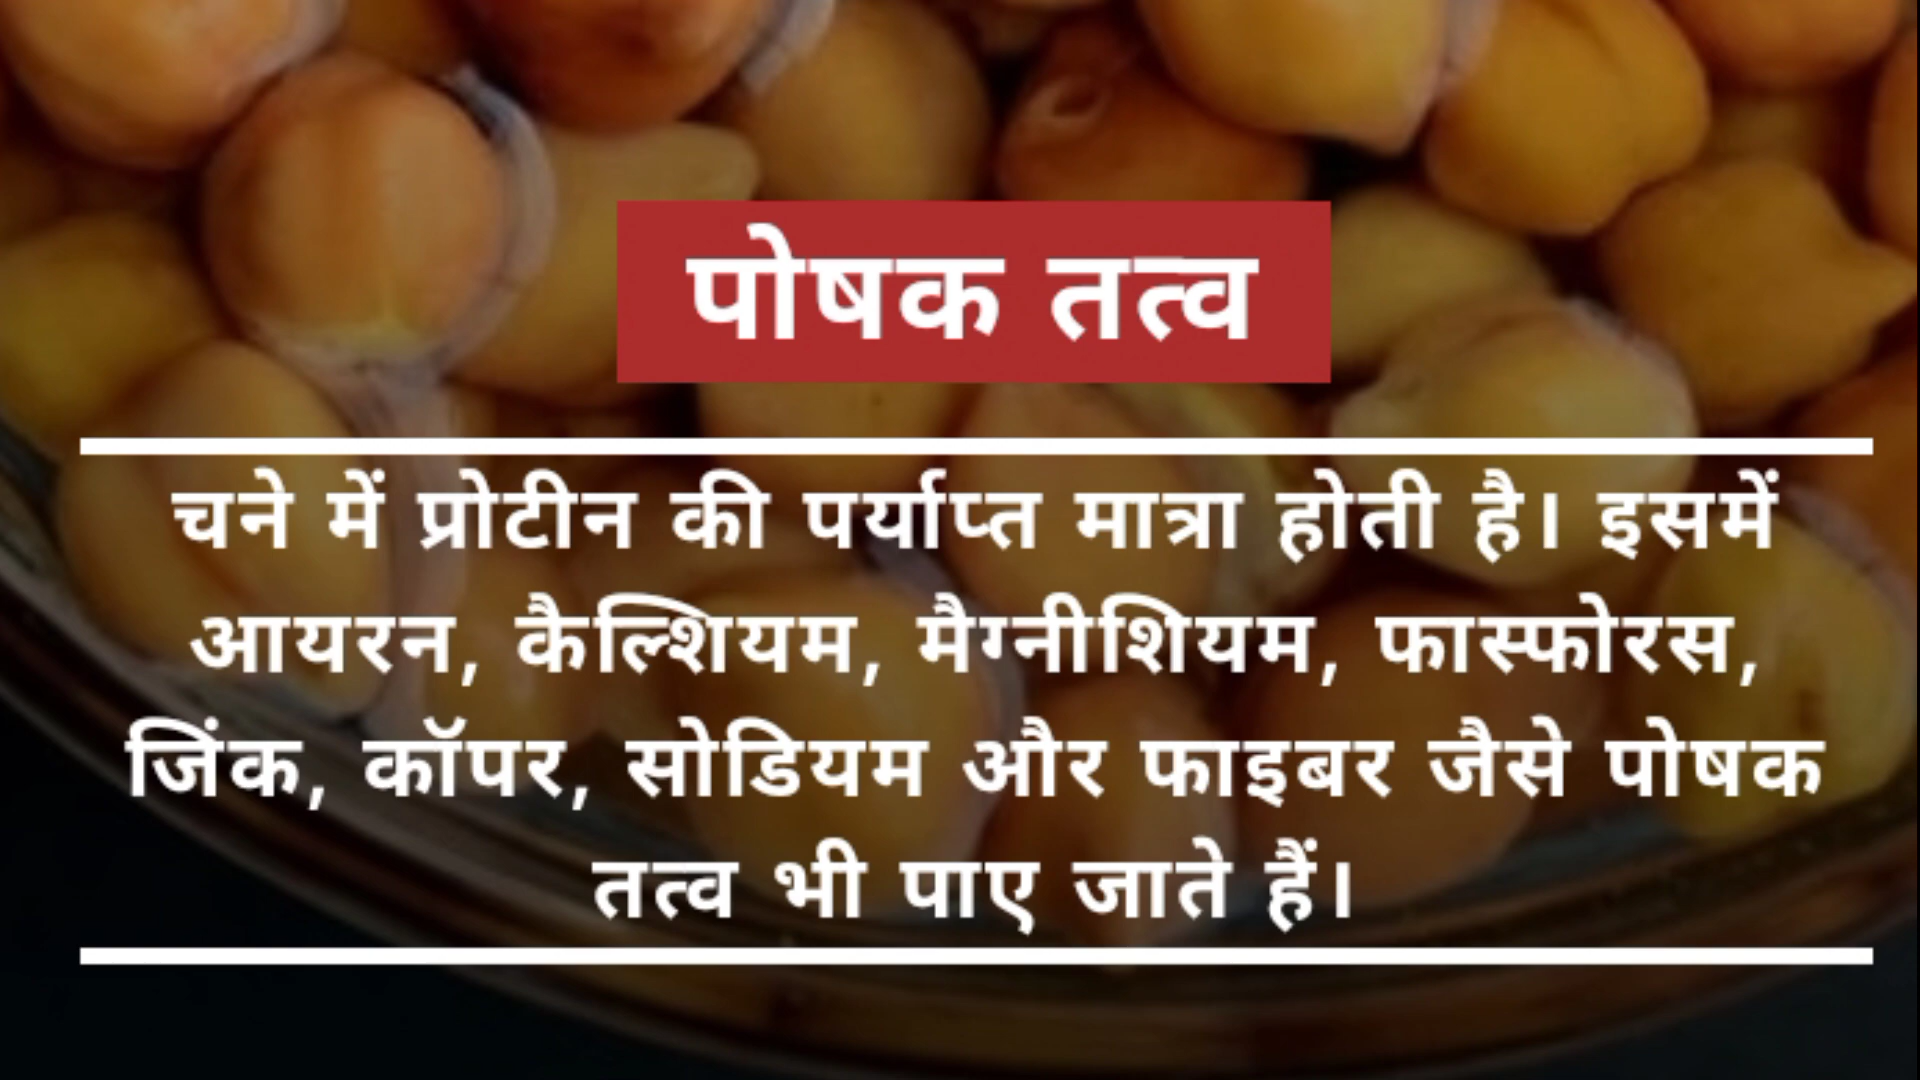 पोषक तत्व
चने में प्रोटीन की पर्याप्त मात्रा होती है। इसमें
आयरन, कैल्शियम, मैग्नीशियम, फास्फोरस,
जिंक, कॉपर, सोडियम और फाइबर जैसे पोषक
तत्व भी पाए जाते हैं।